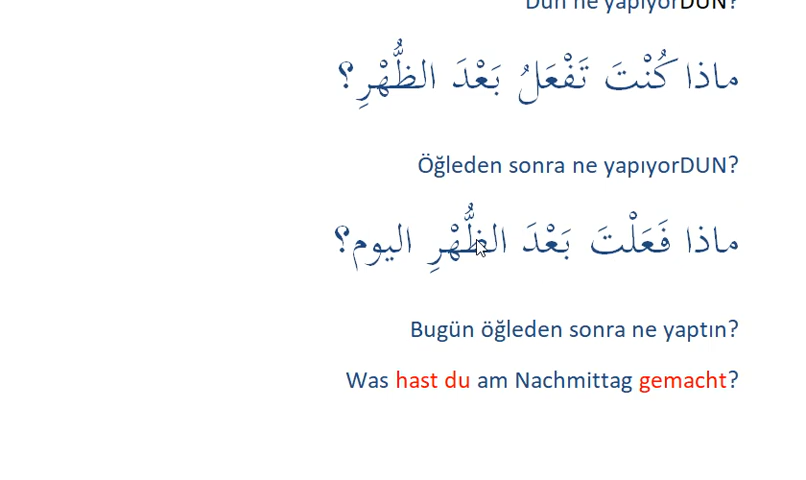 Dün ne yapıyorDUN?
ماذا كُنْتَ تَفْعَلُ بَعْدَ الظُّهْرِ؟
Öğleden sonra ne yapıyorDUN?
ماذا فَعَلْتَ بَعْدَ الظُّهْرِ اليوم؟
Bugün öğleden sonra ne yaptın?
Was hast du am Nachmittag gemacht?